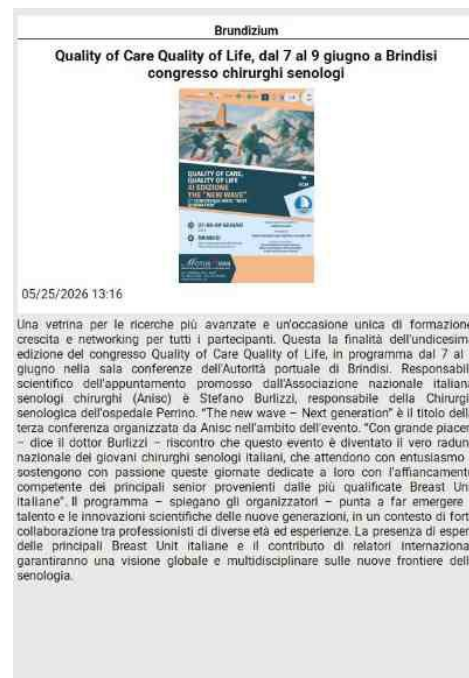 Brundizium
Quality of Care Quality of Life, dal 7 al 9 giugno a Brindisi
congresso chirurghi senologi
QUALITY OF CARE,
QUALITY OF LIFE
XI EDIZIONE
THE "NEW WAVE"
07-08-09 GIUGNO
BRINDISI
05/25/2026 13:16
Una vetrina per le ricerche più avanzate e un'occasione unica di formazione
crescita e networking per tutti i partecipanti. Questa la finalità dell'undicesim
edizione del congresso Quality of Care Quality of Life, in programma dal 7 al
giugno nella sala conferenze dell'Autorità portuale di Brindisi. Responsabil
scientifico dell'appuntamento promosso dall'Associazione nazionale italian
senologi chirurghi (Anisc) è Stefano Burlizzi, responsabile della Chirurgi
senologica dell'ospedale Perrino. "The new wave – Next generation" è il titolo dell
terza conferenza organizzata da Anisc nell'ambito dell'evento. "Con grande piacer
– dice il dottor Burlizzi – riscontro che questo evento è diventato il vero radun
nazionale dei giovani chirurghi senologi italiani, che attendono con entusiasmo
sostengono con passione queste giornate dedicate a loro con l'affiancament
competente dei principali senior provenienti dalle più qualificate Breast Un
italiane". Il programma – spiegano gli organizzatori – punta a far emergere
talento e le innovazioni scientifiche delle nuove generazioni, in un contesto di fort
collaborazione tra professionisti di diverse età ed esperienze. La presenza di esper
delle principali Breast Unit italiane e il contributo di relatori internaziona
garantiranno una visione globale e multidisciplinare sulle nuove frontiere dell
senologia.